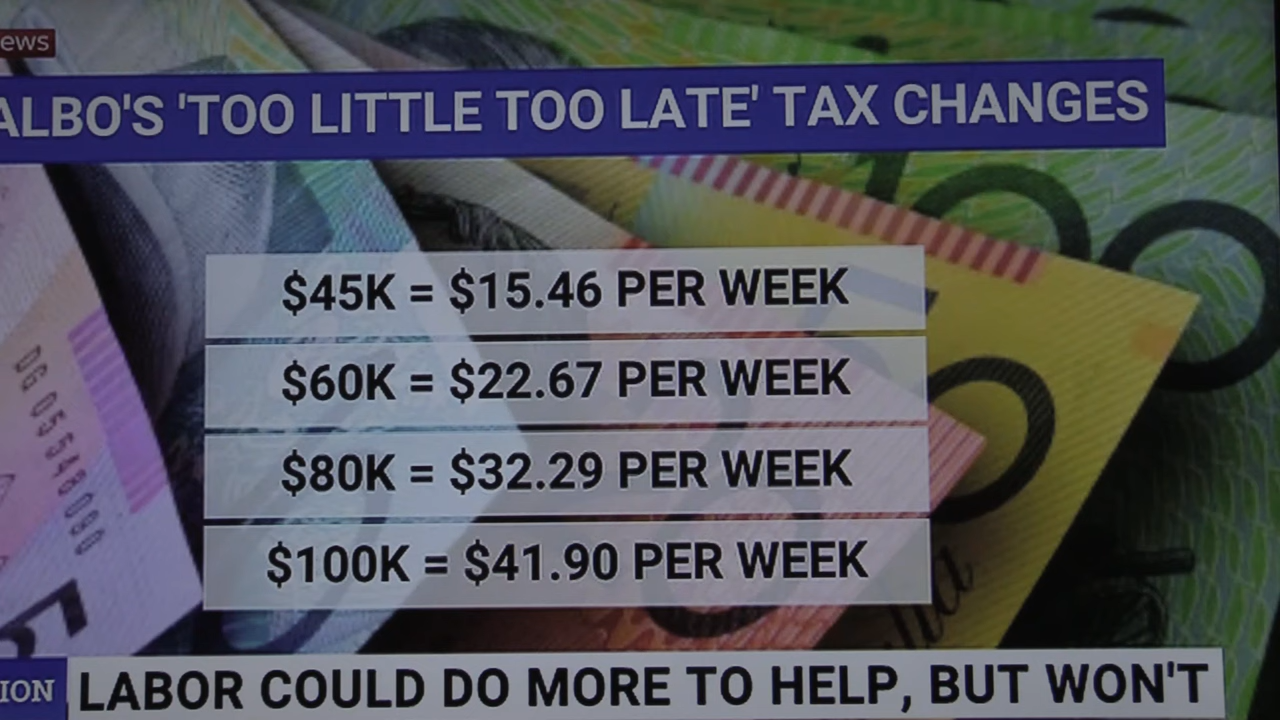 ews
ALBO'S 'TOO LITTLE TOO LATE' TAX CHANGES
$45K = $15.46 PER WEEK
$60K = $22.67 PER WEEK
$80K = $32.29 PER WEEK
$100K = $41.90 PER WEEK
ION
LABOR COULD DO MORE TO HELP, BUT WON'T